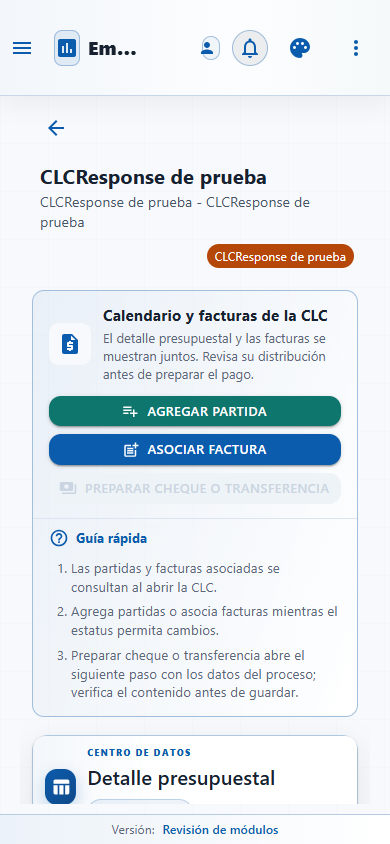 Em...
CLCResponse de prueba
CLCResponse de prueba - CLCResponse de
prueba
CLCResponse de prueba
Calendario y facturas de la CLC
El detalle presupuestal y las facturas se
muestran juntos. Revisa su distribución
antes de preparar el pago.
AGREGAR PARTIDA
ASOCIAR FACTURA
PREPARAR CHEQUE O TRANSFERENCIA
Guía rápida
1. Las partidas y facturas asociadas se
consultan al abrir la CLC.
2. Agrega partidas o asocia facturas mientras el
estatus permita cambios.
3. Preparar cheque o transferencia abre el
siguiente paso con los datos del proceso;
verifica el contenido antes de guardar.
CENTRO DE DATOS
Detalle presupuestal
Versión: Revisión de módulos